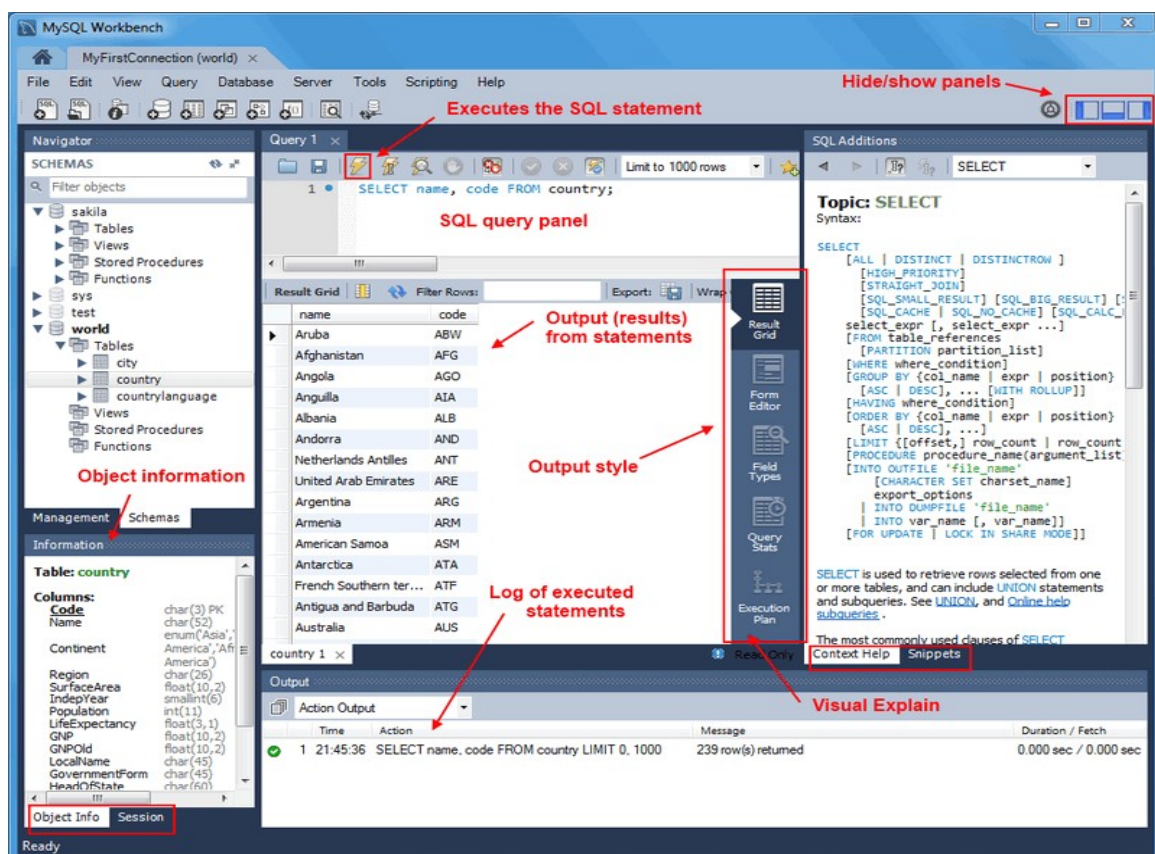 MySQL Workbench
MyFirstConnection (world)
File Edit View Query Database Server Tools Scripting Help
Hide/show panels
Executes the SQL statement
Navigator
SCHEMAS
Filter objects
sakila
Tables
Views
Stored Procedures
Functions
sys
test
world
Tables
city
country
countrylanguage
Views
Stored Procedures
Functions
Object information
Management Schemas
Information
Table: country
Columns:
Code char(3) PK
Name char(52)
enum('Asia','
Continent America','Afr
America')
Region char(26)
SurfaceArea float(10,2)
IndepYear smallint(6)
Population int(11)
LifeExpectancy float(3,1)
GNP float(10,2)
GNPOld float(10,2)
LocalName char(45)
GovernmentForm char(45)
HeadOfState char(60)
Object Info Session
Ready
Query 1
Limit to 1000 rows
1 SELECT name, code FROM country;
SQL query panel
Result Grid Filter Rows: Export: Wrap
name code
Aruba ABW
Afghanistan AFG
Angola AGO
Anguilla AIA
Albania ALB
Andorra AND
Netherlands Antilles ANT
United Arab Emirates ARE
Argentina ARG
Armenia ARM
American Samoa ASM
Antarctica ATA
French Southern ter... ATF
Antigua and Barbuda ATG
Australia AUS
Output (results)
from statements
Output style
Log of executed
statements
Result
Grid
Form
Editor
Field
Types
Query
Stats
Execution
Plan
country 1 Read Only
SQL Additions
SELECT
Topic: SELECT
Syntax:
SELECT
[ALL | DISTINCT | DISTINCTROW ]
[HIGH_PRIORITY]
[STRAIGHT_JOIN]
[SQL_SMALL_RESULT] [SQL_BIG_RESULT] [
[SQL_CACHE | SQL_NO_CACHE] [SQL_CALC_
select_expr [, select_expr ...]
[FROM table_references
[PARTITION partition_list]
[WHERE where_condition]
[GROUP BY {col_name | expr | position}
[ASC | DESC], ... [WITH ROLLUP]]
[HAVING where_condition]
[ORDER BY {col_name | expr | position}
[ASC | DESC], ...]
[LIMIT {[offset,] row_count | row_count
[PROCEDURE procedure_name(argument_list
[INTO OUTFILE 'file_name'
[CHARACTER SET charset_name]
export_options
| INTO DUMPFILE 'file_name'
| INTO var_name [, var_name]]
[FOR UPDATE | LOCK IN SHARE MODE]]
SELECT is used to retrieve rows selected from one
or more tables, and can include UNION statements
and subqueries. See UNION, and Online help
subqueries .
The most commonly used clauses of SELECT
Context Help Snippets
Visual Explain
Output
Action Output
Time Action Message Duration / Fetch
1 21:45:36 SELECT name, code FROM country LIMIT 0, 1000 239 row(s) returned 0.000 sec / 0.000 sec